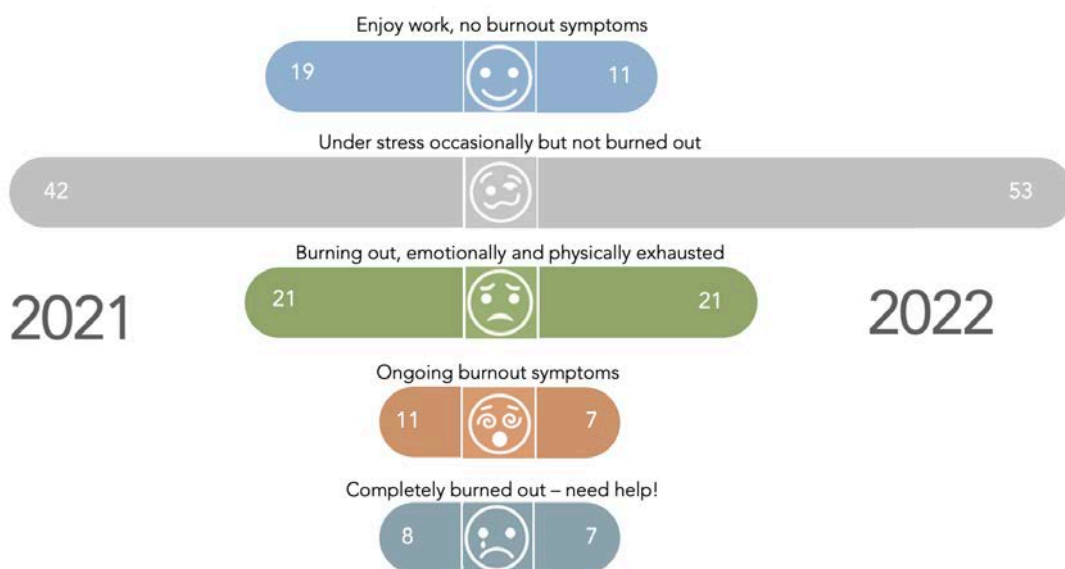 Enjoy work, no burnout symptoms
19 11
Under stress occasionally but not burned out
42 53
Burning out, emotionally and physically exhausted
21 21
2021 2022
Ongoing burnout symptoms
11 7
Completely burned out – need help!
8 7